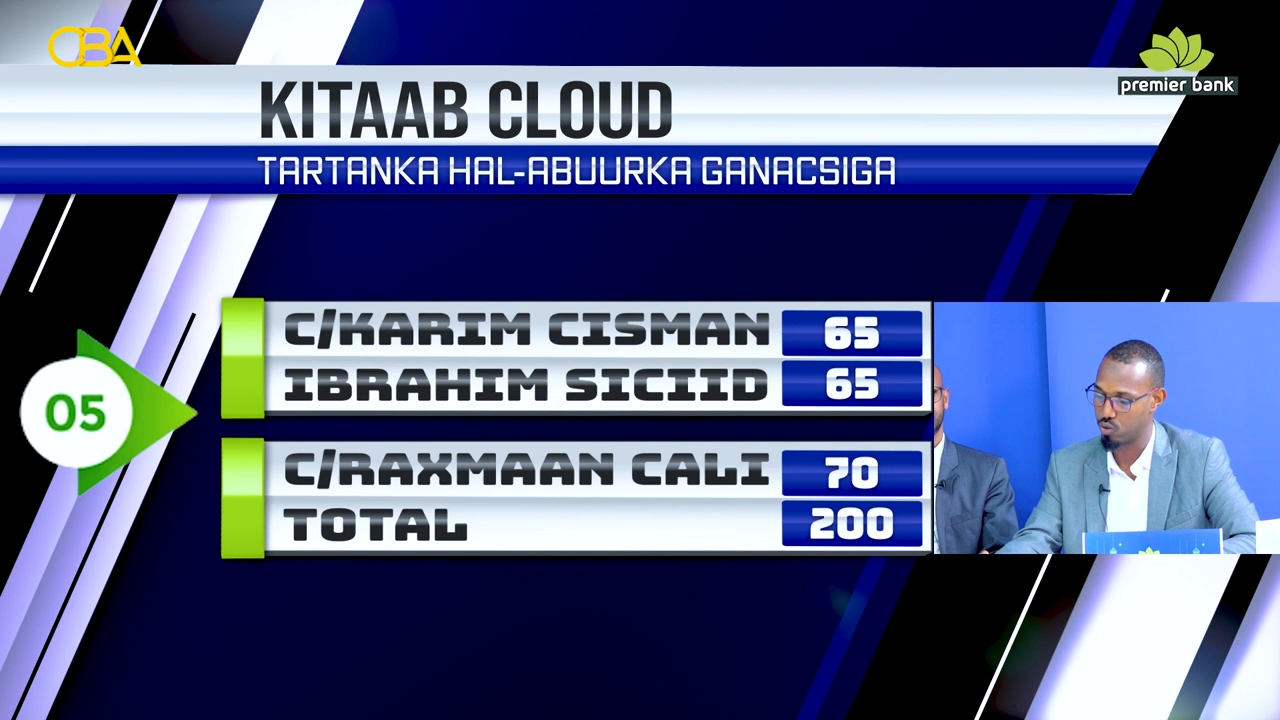 CBA
premier bank
KITAAB CLOUD
TARTANKA HAL-ABUURKA GANACSIGA
05
C/KARIM CISMAN 65
IBRAHIM SICIID 65
C/RAXMAAN CALI 70
TOTAL 200